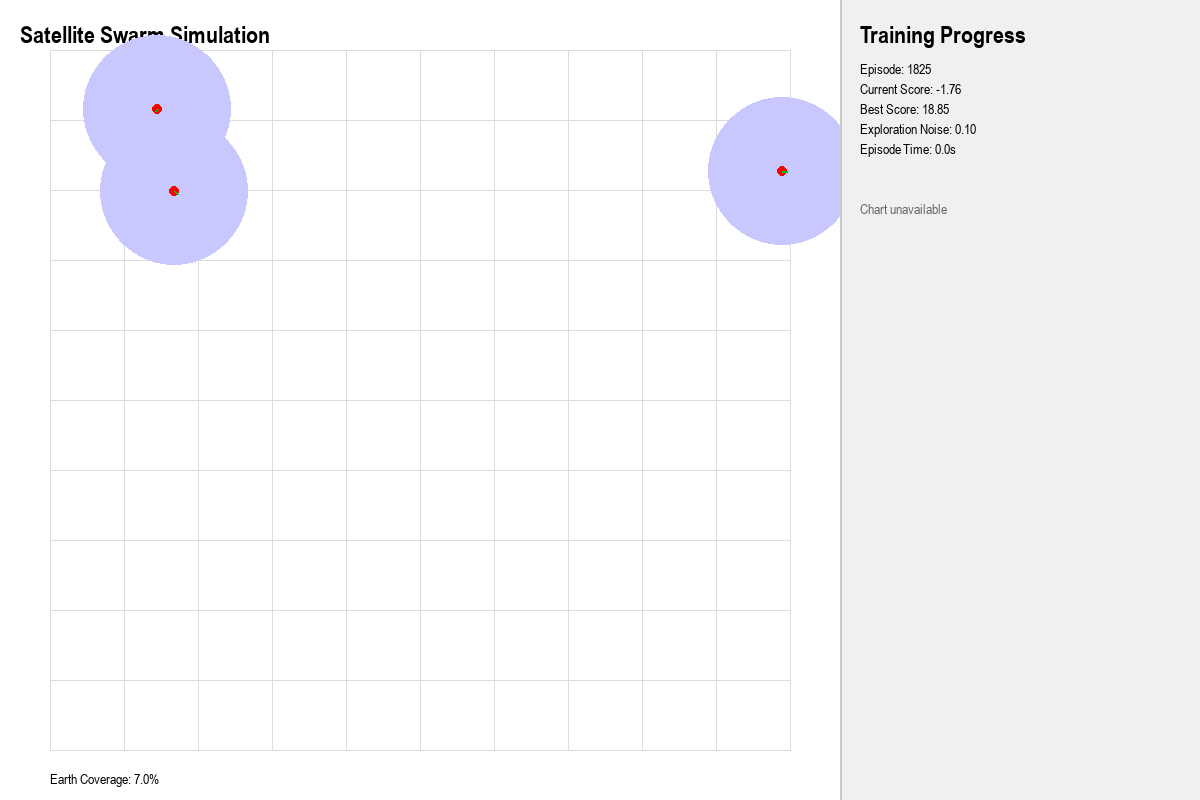 Satellite Swarm Simulation
Training Progress
Episode: 1825
Current Score: -1.76
Best Score: 18.85
Exploration Noise: 0.10
Episode Time: 0.0s
Chart unavailable
Earth Coverage: 7.0%